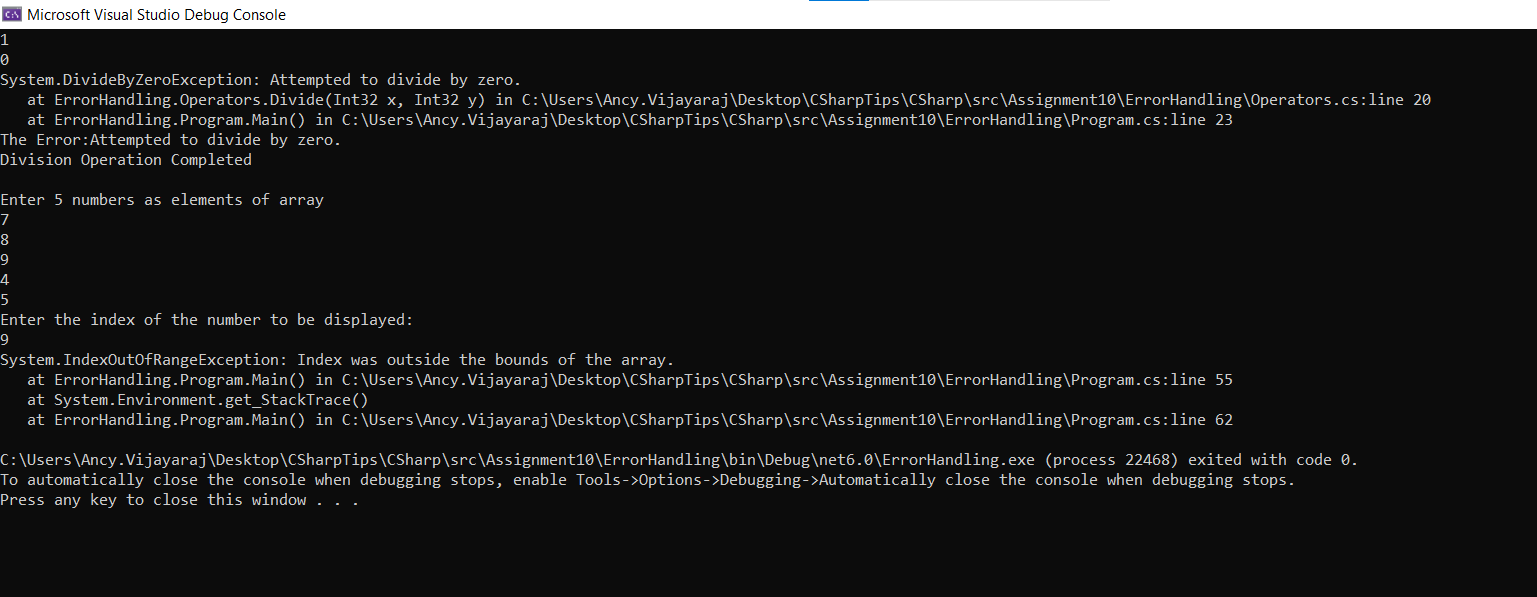 Microsoft Visual Studio Debug Console
1
0
System.DivideByZeroException: Attempted to divide by zero.
   at ErrorHandling.Operators.Divide(Int32 x, Int32 y) in C:\Users\Ancy.Vijayaraj\Desktop\CSharpTips\CSharp\src\Assignment10\ErrorHandling\Operators.cs:line 20
   at ErrorHandling.Program.Main() in C:\Users\Ancy.Vijayaraj\Desktop\CSharpTips\CSharp\src\Assignment10\ErrorHandling\Program.cs:line 23
The Error:Attempted to divide by zero.
Division Operation Completed

Enter 5 numbers as elements of array
7
8
9
4
5
Enter the index of the number to be displayed:
9
System.IndexOutOfRangeException: Index was outside the bounds of the array.
   at ErrorHandling.Program.Main() in C:\Users\Ancy.Vijayaraj\Desktop\CSharpTips\CSharp\src\Assignment10\ErrorHandling\Program.cs:line 55
   at System.Environment.get_StackTrace()
   at ErrorHandling.Program.Main() in C:\Users\Ancy.Vijayaraj\Desktop\CSharpTips\CSharp\src\Assignment10\ErrorHandling\Program.cs:line 62

C:\Users\Ancy.Vijayaraj\Desktop\CSharpTips\CSharp\src\Assignment10\ErrorHandling\bin\Debug\net6.0\ErrorHandling.exe (process 22468) exited with code 0.
To automatically close the console when debugging stops, enable Tools->Options->Debugging->Automatically close the console when debugging stops.
Press any key to close this window . . .